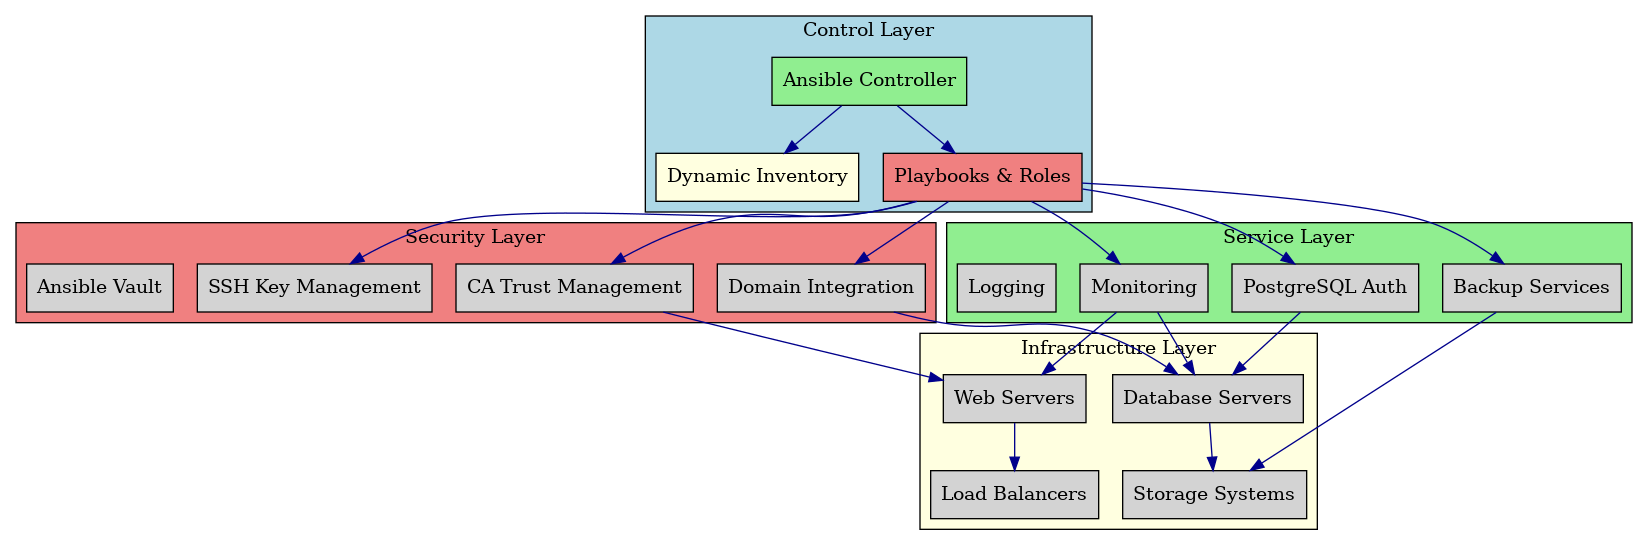 Control Layer
Ansible Controller
Dynamic Inventory
Playbooks & Roles
Security Layer
Ansible Vault
SSH Key Management
CA Trust Management
Domain Integration
Service Layer
Logging
Monitoring
PostgreSQL Auth
Backup Services
Infrastructure Layer
Web Servers
Database Servers
Load Balancers
Storage Systems